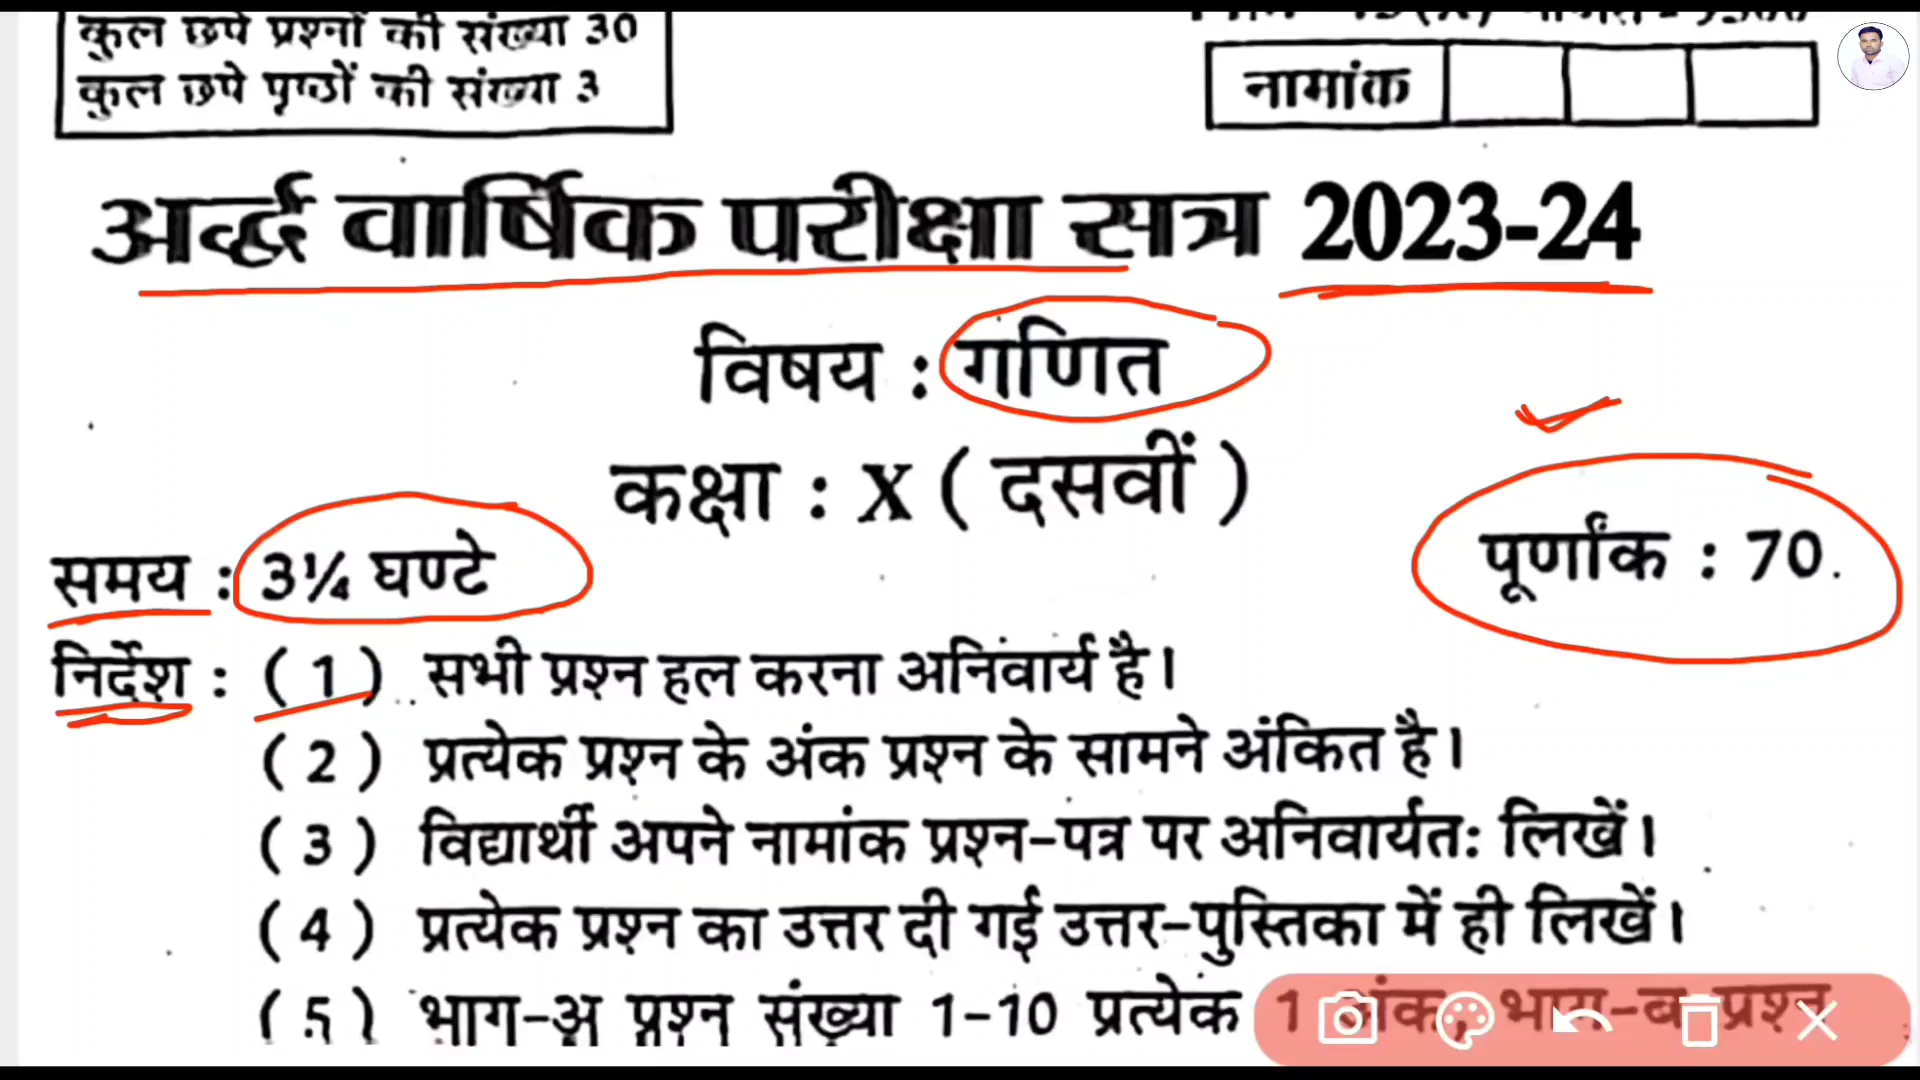 कुल छपे प्रश्नों की संख्या 30
कुल छपे पृष्ठों की संख्या 3
नामांक
अर्द्ध वार्षिक परीक्षा सत्र 2023-24
विषय : गणित
कक्षा : X ( दसवीं )
समय : 3¼ घण्टे
पूर्णांक : 70.
निर्देश : ( 1 ) सभी प्रश्न हल करना अनिवार्य है।
( 2 ) प्रत्येक प्रश्न के अंक प्रश्न के सामने अंकित है।
( 3 ) विद्यार्थी अपने नामांक प्रश्न-पत्र पर अनिवार्यतः लिखें।
( 4 ) प्रत्येक प्रश्न का उत्तर दी गई उत्तर-पुस्तिका में ही लिखें।
( 5 ) भाग-अ प्रश्न संख्या 1-10 प्रत्येक 1 अंक, भाग-ब प्रश्न